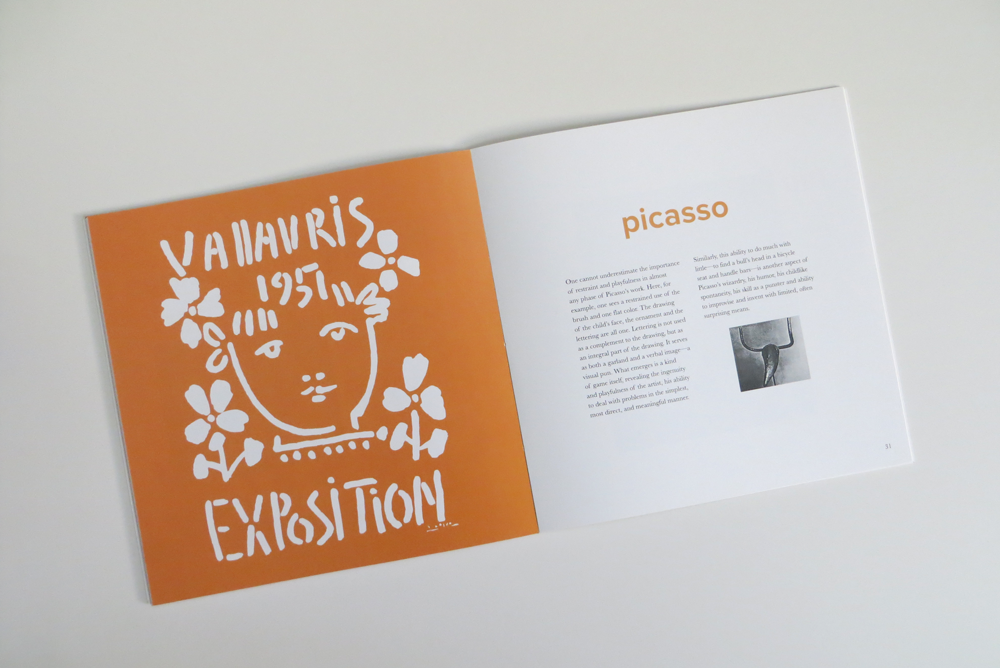 VAllAURIS
1951
EXPOSITION
picasso
One cannot underestimate the importance
of restraint and playfulness in almost
any phase of Picasso's work. Here, for
example, one sees a restrained use of the
brush and one flat color. The drawing
of the child's face, the ornament and the
lettering are all one. Lettering is not used
as a complement to the drawing, but as
an integral part of the drawing. It serves
as both a garland and a verbal image—a
visual pun. What emerges is a kind
of game itself, revealing the ingenuity
and playfulness of the artist, his ability
to deal with problems in the simplest,
most direct, and meaningful manner.
Similarly, this ability to do much with
little—to find a bull's head in a bicycle
seat and handle bars—is another aspect of
Picasso's wizardry, his humor, his childlike
spontaneity, his skill as a punster and ability
to improvise and invent with limited, often
surprising means.